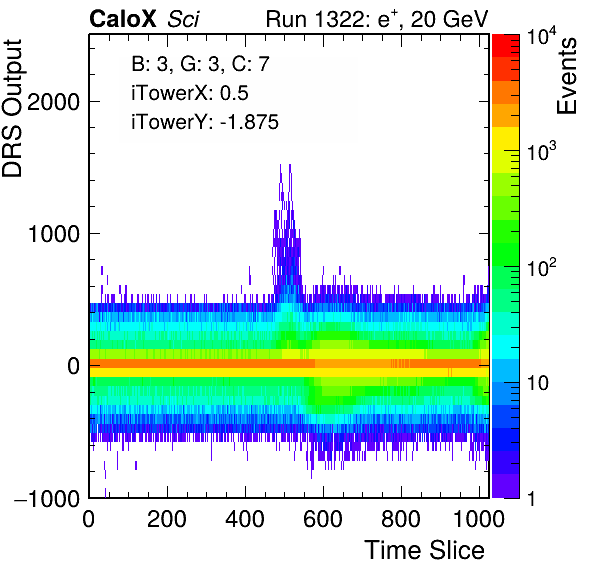 CaloX Sci Run 1322: e⁺, 20 GeV
B: 3, G: 3, C: 7
iTowerX: 0.5
iTowerY: -1.875
DRS Output
2000
1000
0
−1000
0 200 400 600 800 1000
Time Slice
Events
10⁴
10³
10²
10
1